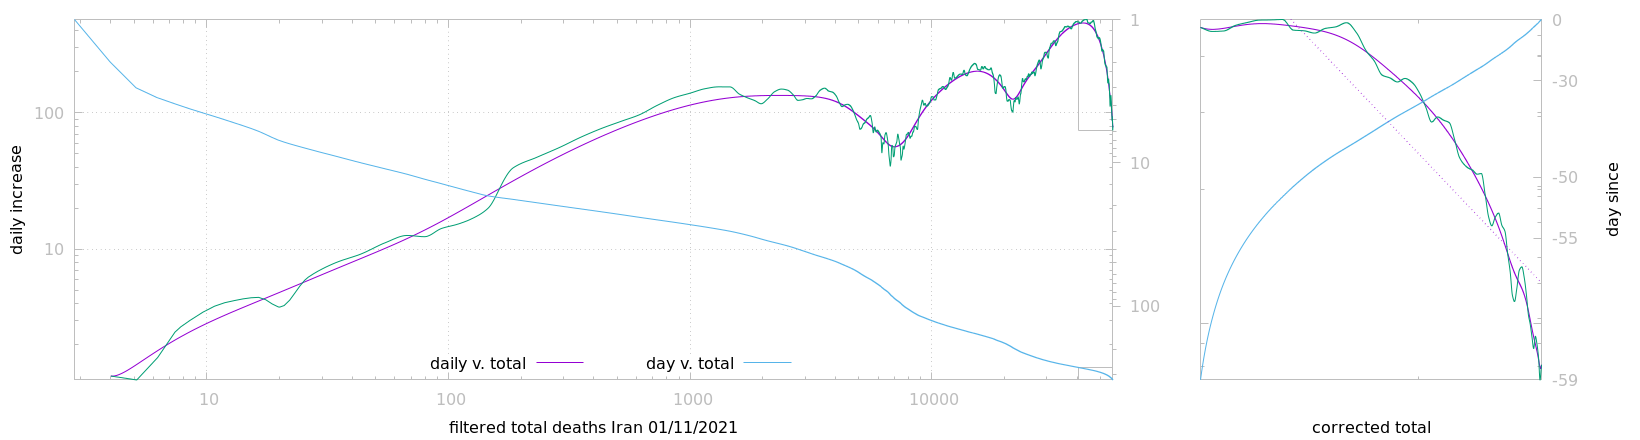 daily increase
100
10
1
10
100
daily v. total
day v. total
10
100
1000
10000
filtered total deaths Iran 01/11/2021
0
-30
-50
-55
-59
day since
corrected total